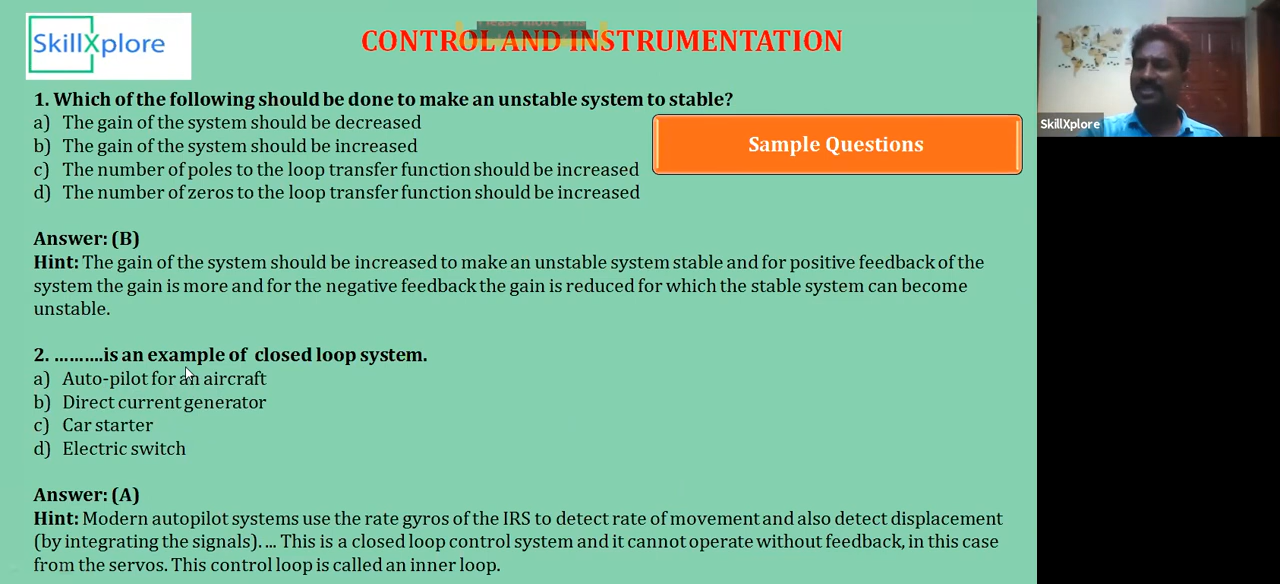 SkillXplore
CONTROL AND INSTRUMENTATION
1. Which of the following should be done to make an unstable system to stable?
a) The gain of the system should be decreased
b) The gain of the system should be increased
c) The number of poles to the loop transfer function should be increased
d) The number of zeros to the loop transfer function should be increased
Sample Questions
SkillXplore
Answer: (B)
Hint: The gain of the system should be increased to make an unstable system stable and for positive feedback of the
system the gain is more and for the negative feedback the gain is reduced for which the stable system can become
unstable.
2. ..........is an example of closed loop system.
a) Auto-pilot for an aircraft
b) Direct current generator
c) Car starter
d) Electric switch
Answer: (A)
Hint: Modern autopilot systems use the rate gyros of the IRS to detect rate of movement and also detect displacement
(by integrating the signals). ... This is a closed loop control system and it cannot operate without feedback, in this case
from the servos. This control loop is called an inner loop.